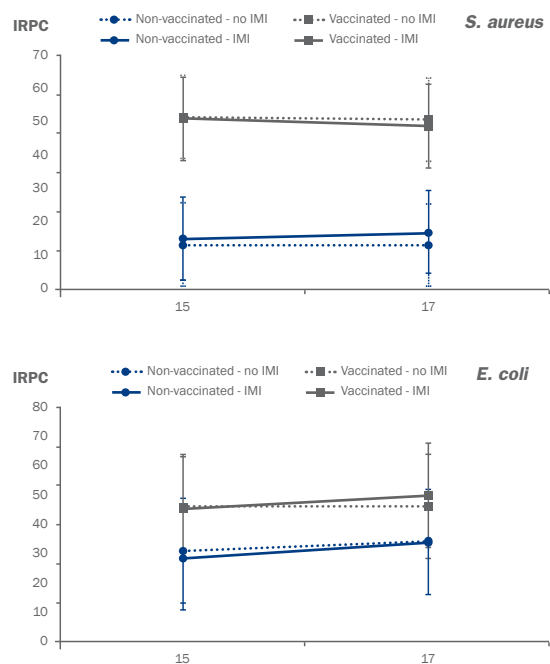 IRPC
Non-vaccinated - no IMI Vaccinated - no IMI
Non-vaccinated - IMI Vaccinated - IMI
S. aureus
70
60
50
40
30
20
10
0
15 17
IRPC
Non-vaccinated - no IMI Vaccinated - no IMI
Non-vaccinated - IMI Vaccinated - IMI
E. coli
80
70
60
50
40
30
20
10
0
15 17